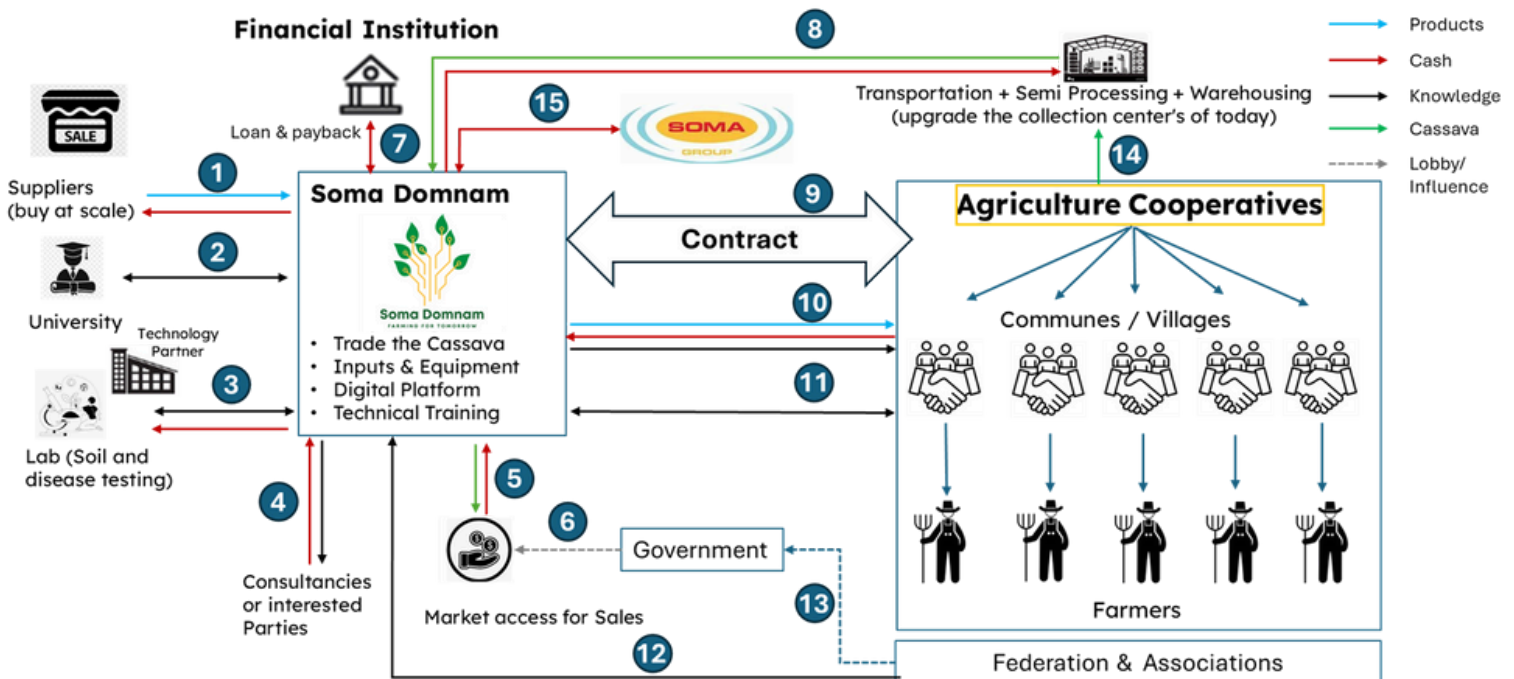 Financial Institution
8
Products
Cash
Knowledge
Cassava
Lobby/
Influence
SALE
Loan & payback
7
15
SOMA
GROUP
Transportation + Semi Processing + Warehousing
(upgrade the collection center's of today)
14
Suppliers
(buy at scale)
1
2
University
Technology
Partner
3
Lab (Soil and
disease testing)
Soma Domnam
Soma Domnam
FARMING FOR TOMORROW
• Trade the Cassava
• Inputs & Equipment
• Digital Platform
• Technical Training
9
Contract
10
11
Agriculture Cooperatives
Communes / Villages
Farmers
4
Consultancies
or interested
Parties
5
6
Government
Market access for Sales
13
12
Federation & Associations